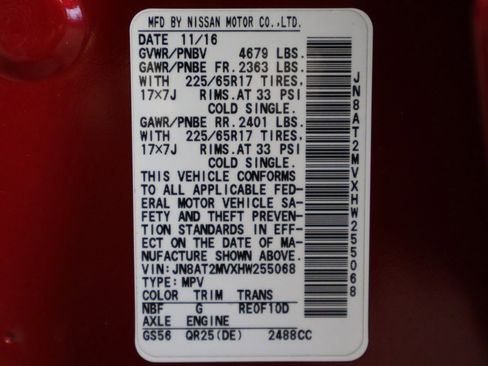 MFD BY NISSAN MOTOR CO.,LTD.
DATE 11/16
GVWR/PNBV 4679 LBS.
GAWR/PNBE FR.2363 LBS.
WITH 225/65R17 TIRES,
17×7J RIMS.AT 33 PSI
COLD SINGLE.
GAWR/PNBE RR.2401 LBS.
WITH 225/65R17 TIRES,
17×7J RIMS.AT 33 PSI
COLD SINGLE.
THIS VEHICLE CONFORMS
TO ALL APPLICABLE FED-
ERAL MOTOR VEHICLE SA-
FETY AND THEFT PREVEN-
TION STANDARDS IN EFF-
ECT ON THE DATE OF MA-
NUFACTURE SHOWN ABOVE.
VIN:JN8AT2MVXHW255068
TYPE:MPV
COLOR TRIM TRANS
NBF G RE0F10D
AXLE ENGINE
GS56 QR25(DE) 2488CC
JN8AT2MVXHW255068